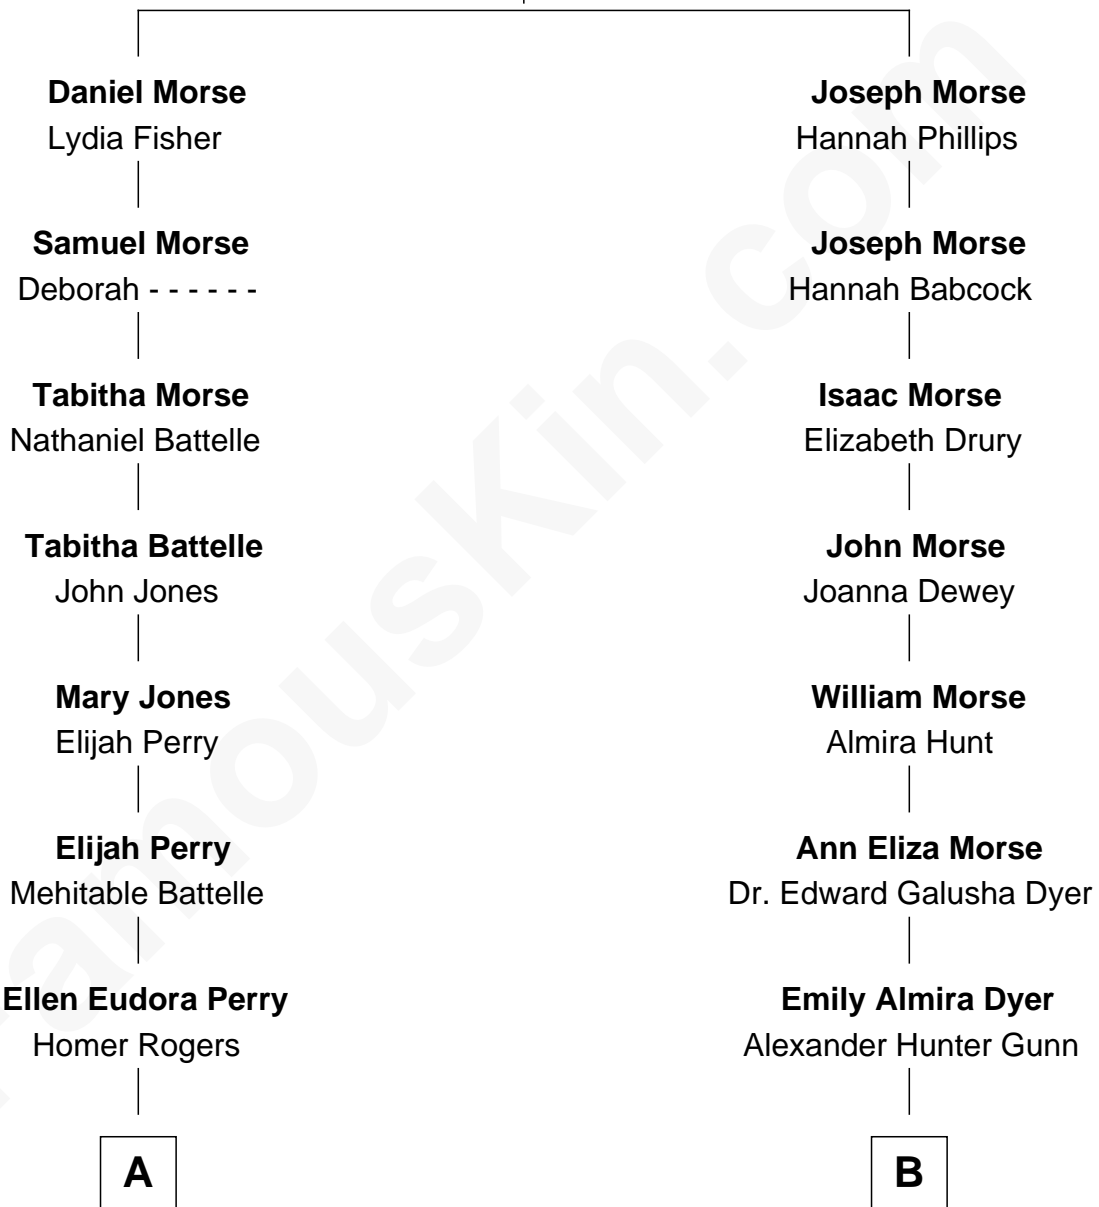 Daniel Morse
Lydia Fisher
Samuel Morse
Deborah - - - - - -
Tabitha Morse
Nathaniel Battelle
Tabitha Battelle
John Jones
Mary Jones
Elijah Perry
Elijah Perry
Mehitable Battelle
Ellen Eudora Perry
Homer Rogers
A
Joseph Morse
Hannah Phillips
Joseph Morse
Hannah Babcock
Isaac Morse
Elizabeth Drury
John Morse
Joanna Dewey
William Morse
Almira Hunt
Ann Eliza Morse
Dr. Edward Galusha Dyer
Emily Almira Dyer
Alexander Hunter Gunn
B
FamousKin.com